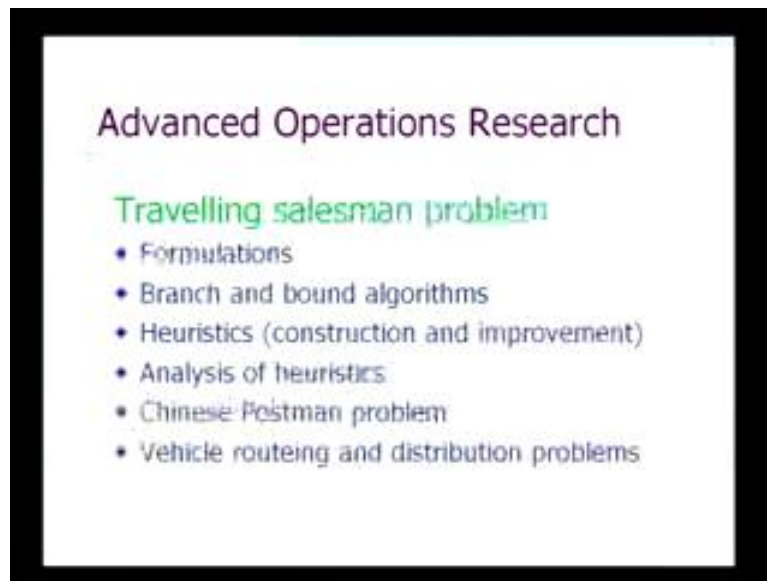 Advanced Operations Research
Travelling salesman problem
• Formulations
• Branch and bound algorithms
• Heuristics (construction and improvement)
• Analysis of heuristics
• Chinese Postman problem
• Vehicle routeing and distribution problems